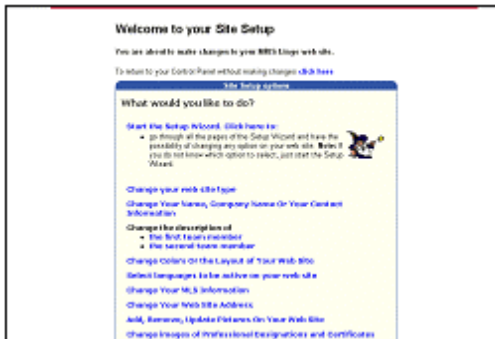 Welcome to your Site Setup
You are about to make changes to your MRIS Lingo web site.
To return to your Control Panel without making changes click here
Site Setup options
What would you like to do?
Start the Setup Wizard. Click here to:
go through all the pages of the Setup Wizard and have the
possibility of changing any option on your web site. Note: If
you do not know which option to select, just start the Setup
Wizard.
Change your web site type
Change Your Name, Company Name Or Your Contact
Information
Change the description of
the first team member
the second team member
Change Colors Or the Layout of Your Web Site
Select languages to be active on your web site
Change Your MLS Information
Change Your Web Site Address
Add, Remove, Update Pictures On Your Web Site
Change images of Professional Designations and Certificates